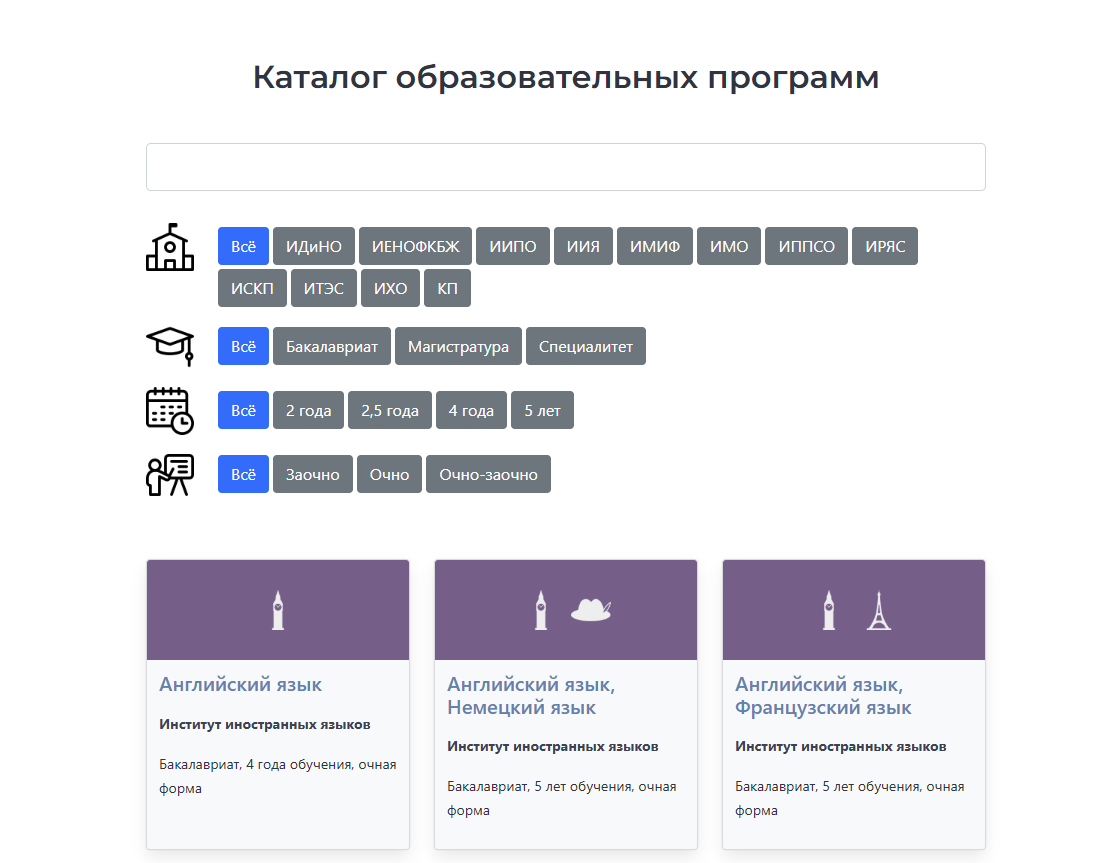 Каталог образовательных программ
Всё ИДиНО ИЕНОФКБЖ ИИПО ИИЯ ИМИФ ИМО ИППСО ИРЯС
ИСКП ИТЭС ИХО КП
Всё Бакалавриат Магистратура Специалитет
Всё 2 года 2,5 года 4 года 5 лет
Всё Заочно Очно Очно-заочно
Английский язык
Институт иностранных языков
Бакалавриат, 4 года обучения, очная
форма
Английский язык,
Немецкий язык
Институт иностранных языков
Бакалавриат, 5 лет обучения, очная
форма
Английский язык,
Французский язык
Институт иностранных языков
Бакалавриат, 5 лет обучения, очная
форма